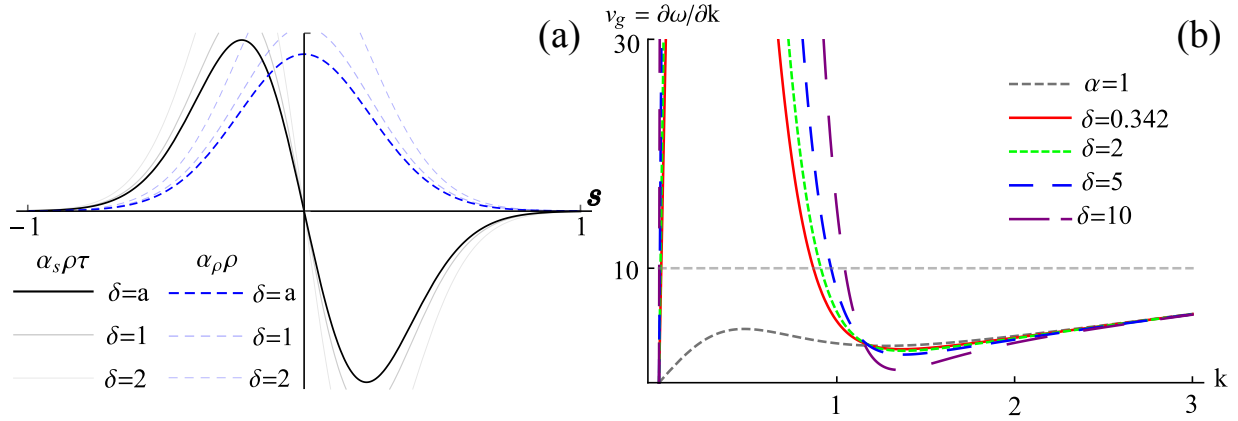 (a)
s
−1
1
α_s ρτ
α_ρ ρ
δ=a
δ=a
δ=1
δ=1
δ=2
δ=2
v_g = ∂ω/∂k
(b)
30
10
α=1
δ=0.342
δ=2
δ=5
δ=10
1
2
3
k